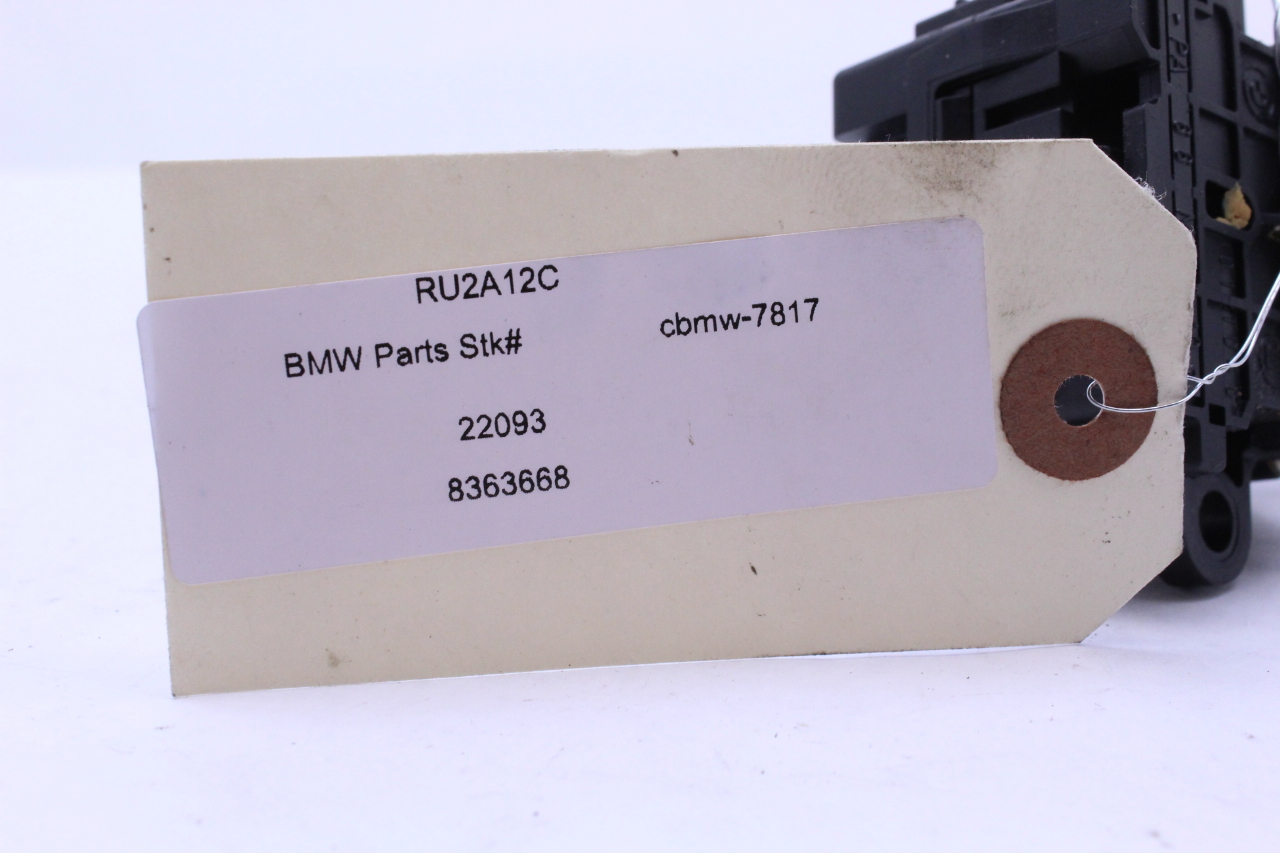 RU2A12C
BMW Parts Stk# cbmw-7817
22093
8363668